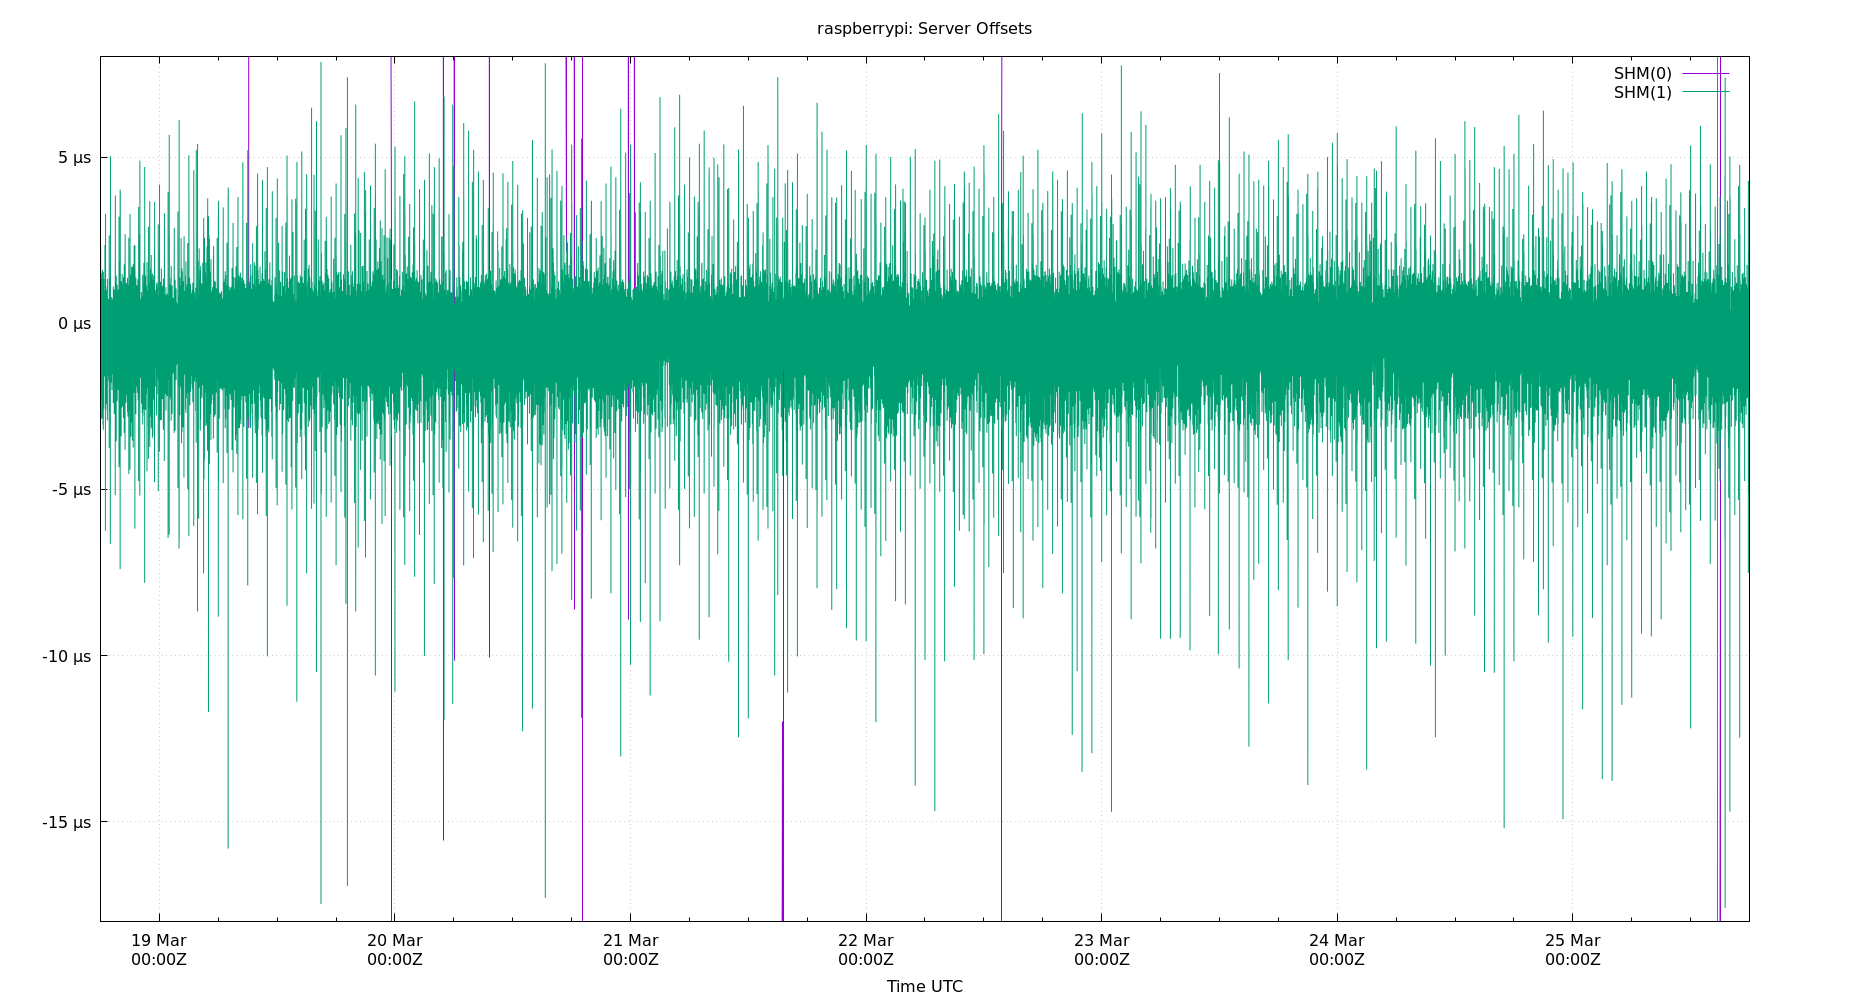 raspberrypi: Server Offsets
SHM(0)
SHM(1)
5 µs
0 µs
-5 µs
-10 µs
-15 µs
19 Mar
00:00Z
20 Mar
00:00Z
21 Mar
00:00Z
22 Mar
00:00Z
23 Mar
00:00Z
24 Mar
00:00Z
25 Mar
00:00Z
Time UTC